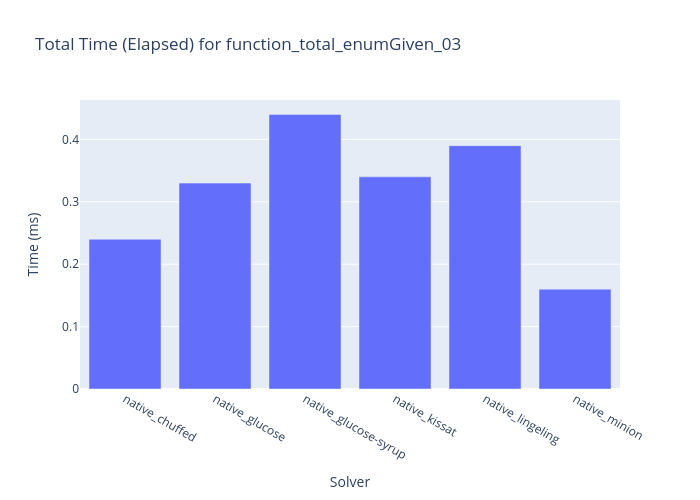 Total Time (Elapsed) for function_total_enumGiven_03
Time (ms)
0.4
0.3
0.2
0.1
0
native_chuffed
native_glucose
native_glucose-syrup
native_kissat
native_lingeling
native_minion
Solver